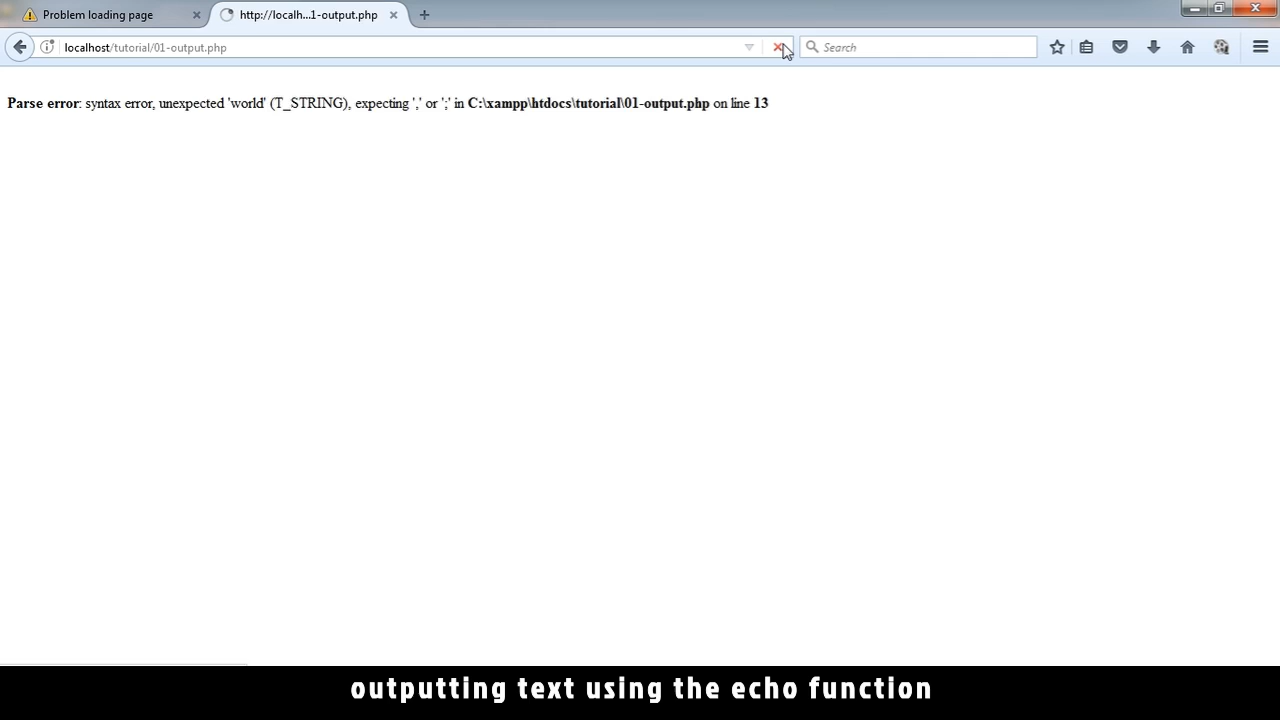 Problem loading page
http://localh...1-output.php
localhost/tutorial/01-output.php
Search
Parse error: syntax error, unexpected 'world' (T_STRING), expecting ',' or ';' in C:\xampp\htdocs\tutorial\01-output.php on line 13
outputting text using the echo function